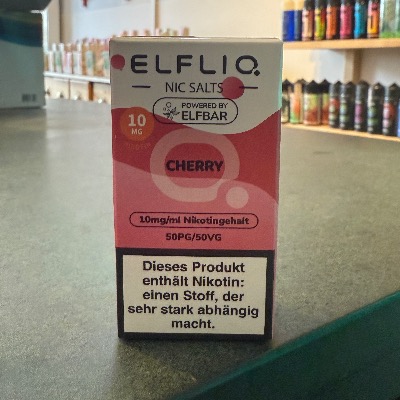 ELFLIQ
NIC SALTS
POWERED BY
ELFBAR
10
MG
CHERRY
10mg/ml Nikotingehalt
50PG/50VG
Dieses Produkt
enthält Nikotin:
einen Stoff, der
sehr stark abhängig
macht.